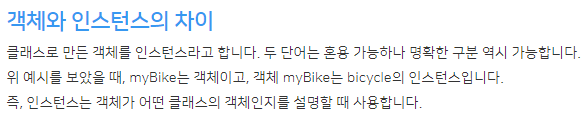 객체와 인스턴스의 차이
클래스로 만든 객체를 인스턴스라고 합니다. 두 단어는 혼용 가능하나 명확한 구분 역시 가능합니다.
위 예시를 보았을 때, myBike는 객체이고, 객체 myBike는 bicycle의 인스턴스입니다.
즉, 인스턴스는 객체가 어떤 클래스의 객체인지를 설명할 때 사용합니다.